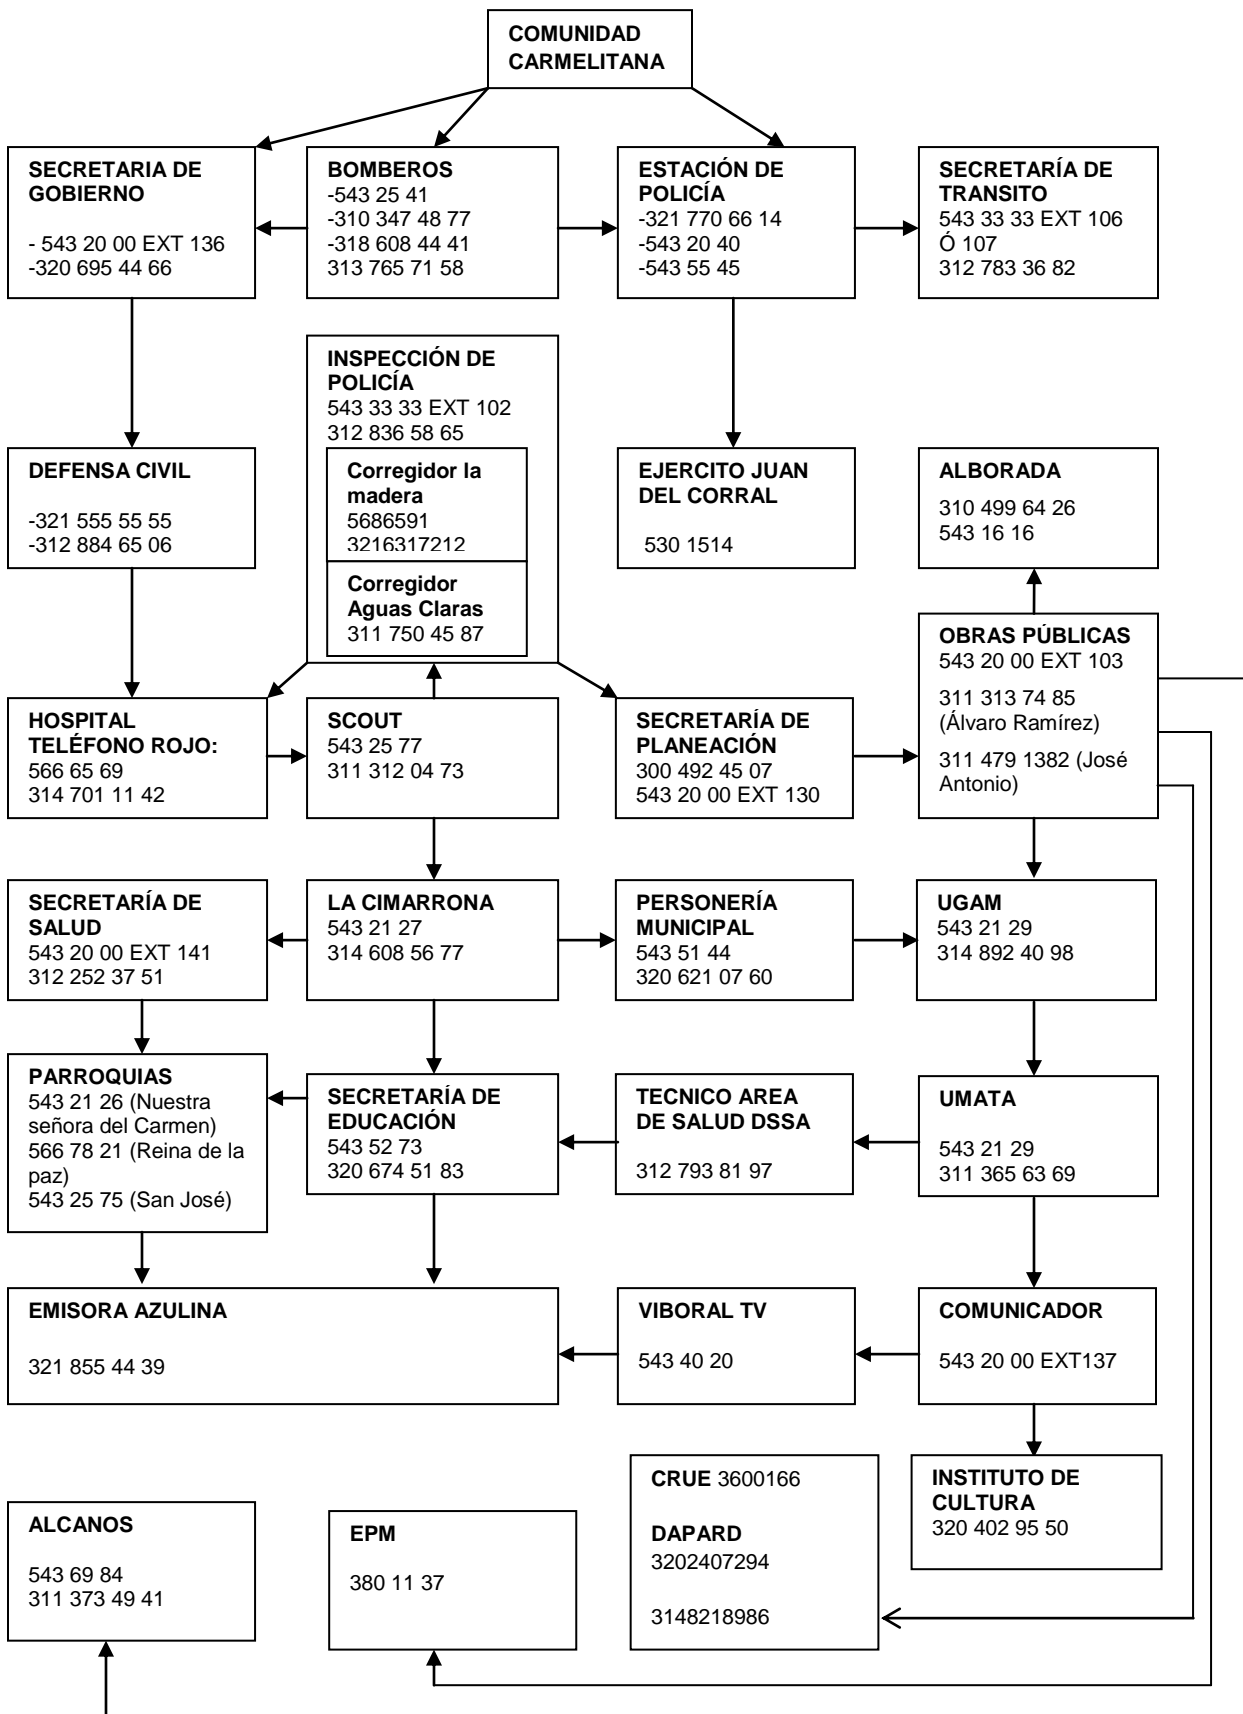 COMUNIDAD
CARMELITANA
SECRETARIA DE
GOBIERNO
- 543 20 00 EXT 136
-320 695 44 66
BOMBEROS
-543 25 41
-310 347 48 77
-318 608 44 41
313 765 71 58
ESTACIÓN DE
POLICÍA
-321 770 66 14
-543 20 40
-543 55 45
SECRETARÍA DE
TRANSITO
543 33 33 EXT 106
Ó 107
312 783 36 82
INSPECCIÓN DE
POLICÍA
543 33 33 EXT 102
312 836 58 65
Corregidor la
madera
5686591
3216317212
Corregidor
Aguas Claras
311 750 45 87
DEFENSA CIVIL
-321 555 55 55
-312 884 65 06
EJERCITO JUAN
DEL CORRAL
530 1514
ALBORADA
310 499 64 26
543 16 16
OBRAS PÚBLICAS
543 20 00 EXT 103
311 313 74 85
(Álvaro Ramírez)
311 479 1382 (José
Antonio)
HOSPITAL
TELÉFONO ROJO:
566 65 69
314 701 11 42
SCOUT
543 25 77
311 312 04 73
SECRETARÍA DE
PLANEACIÓN
300 492 45 07
543 20 00 EXT 130
SECRETARÍA DE
SALUD
543 20 00 EXT 141
312 252 37 51
LA CIMARRONA
543 21 27
314 608 56 77
PERSONERÍA
MUNICIPAL
543 51 44
320 621 07 60
UGAM
543 21 29
314 892 40 98
PARROQUIAS
543 21 26 (Nuestra
señora del Carmen)
566 78 21 (Reina de la
paz)
543 25 75 (San José)
SECRETARÍA DE
EDUCACIÓN
543 52 73
320 674 51 83
TECNICO AREA
DE SALUD DSSA
312 793 81 97
UMATA
543 21 29
311 365 63 69
EMISORA AZULINA
321 855 44 39
VIBORAL TV
543 40 20
COMUNICADOR
543 20 00 EXT137
ALCANOS
543 69 84
311 373 49 41
EPM
380 11 37
CRUE 3600166
DAPARD
3202407294
3148218986
INSTITUTO DE
CULTURA
320 402 95 50